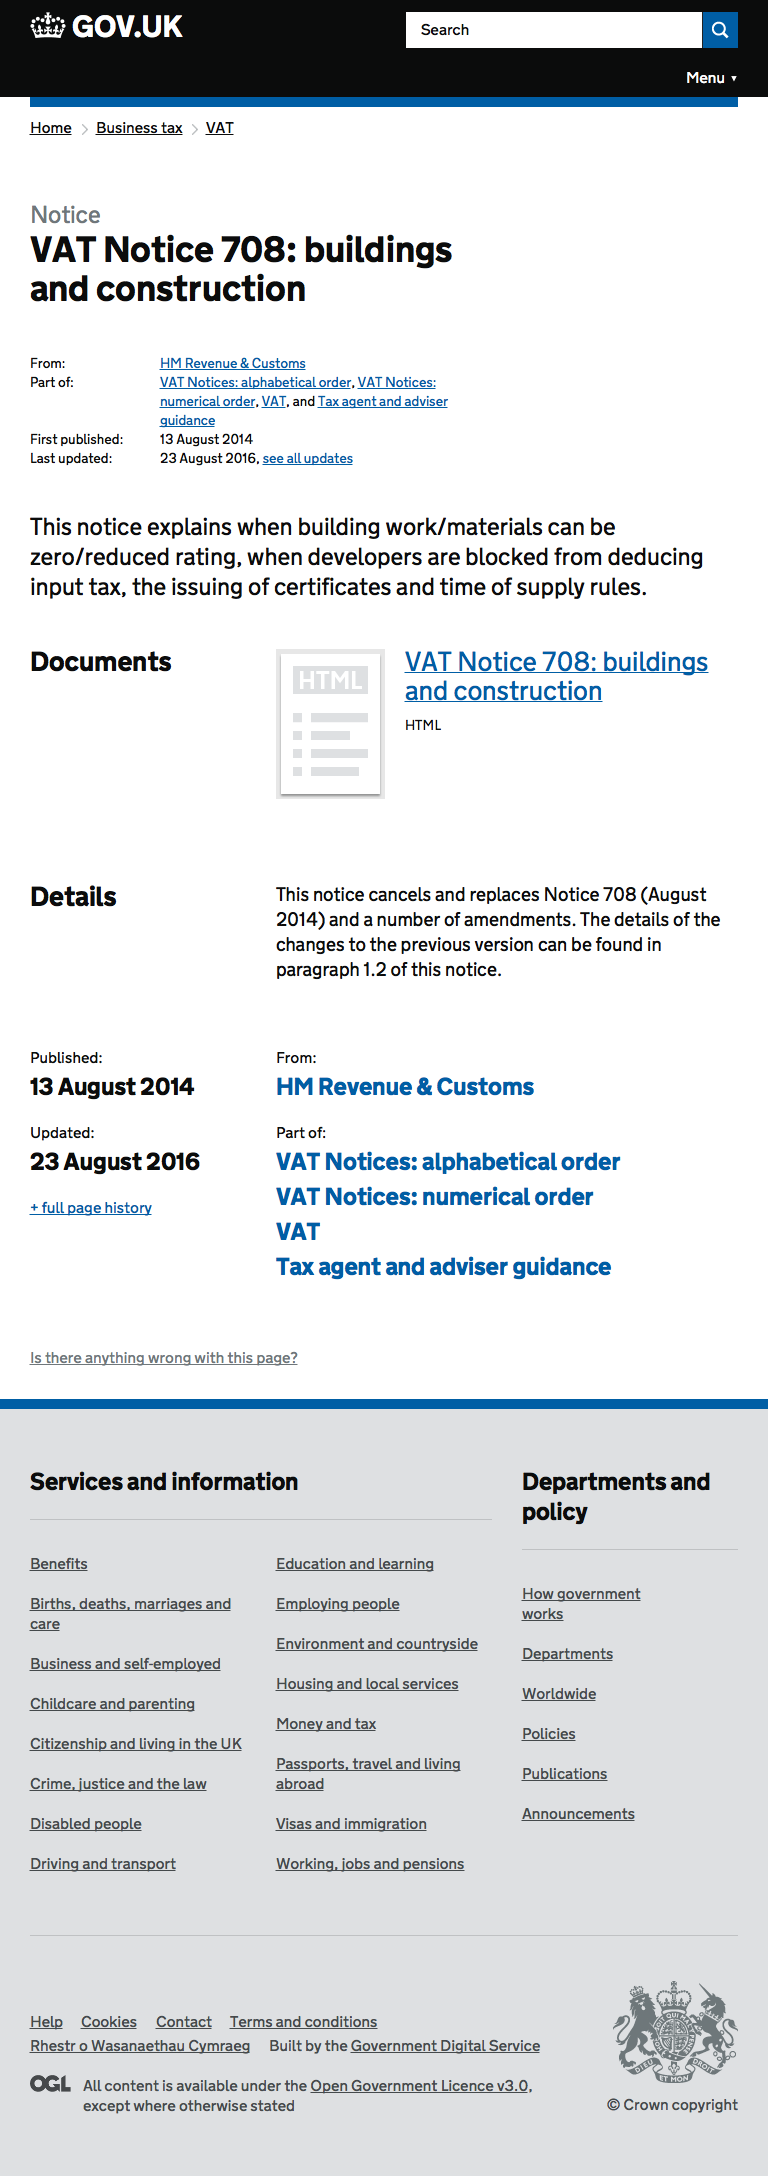 GOV.UK
Search
Menu ▼
Home > Business tax > VAT
Notice
VAT Notice 708: buildings
and construction
From: HM Revenue & Customs
Part of: VAT Notices: alphabetical order, VAT Notices:
numerical order, VAT, and Tax agent and adviser
guidance
First published: 13 August 2014
Last updated: 23 August 2016, see all updates
This notice explains when building work/materials can be
zero/reduced rating, when developers are blocked from deducing
input tax, the issuing of certificates and time of supply rules.
Documents
HTML
VAT Notice 708: buildings
and construction
HTML
Details
This notice cancels and replaces Notice 708 (August
2014) and a number of amendments. The details of the
changes to the previous version can be found in
paragraph 1.2 of this notice.
Published:
13 August 2014
Updated:
23 August 2016
+ full page history
From:
HM Revenue & Customs
Part of:
VAT Notices: alphabetical order
VAT Notices: numerical order
VAT
Tax agent and adviser guidance
Is there anything wrong with this page?
Services and information
Benefits
Births, deaths, marriages and
care
Business and self-employed
Childcare and parenting
Citizenship and living in the UK
Crime, justice and the law
Disabled people
Driving and transport
Education and learning
Employing people
Environment and countryside
Housing and local services
Money and tax
Passports, travel and living
abroad
Visas and immigration
Working, jobs and pensions
Departments and
policy
How government
works
Departments
Worldwide
Policies
Publications
Announcements
Help Cookies Contact Terms and conditions
Rhestr o Wasanaethau Cymraeg Built by the Government Digital Service
OGL All content is available under the Open Government Licence v3.0,
except where otherwise stated
DIEU ET MON DROIT
© Crown copyright